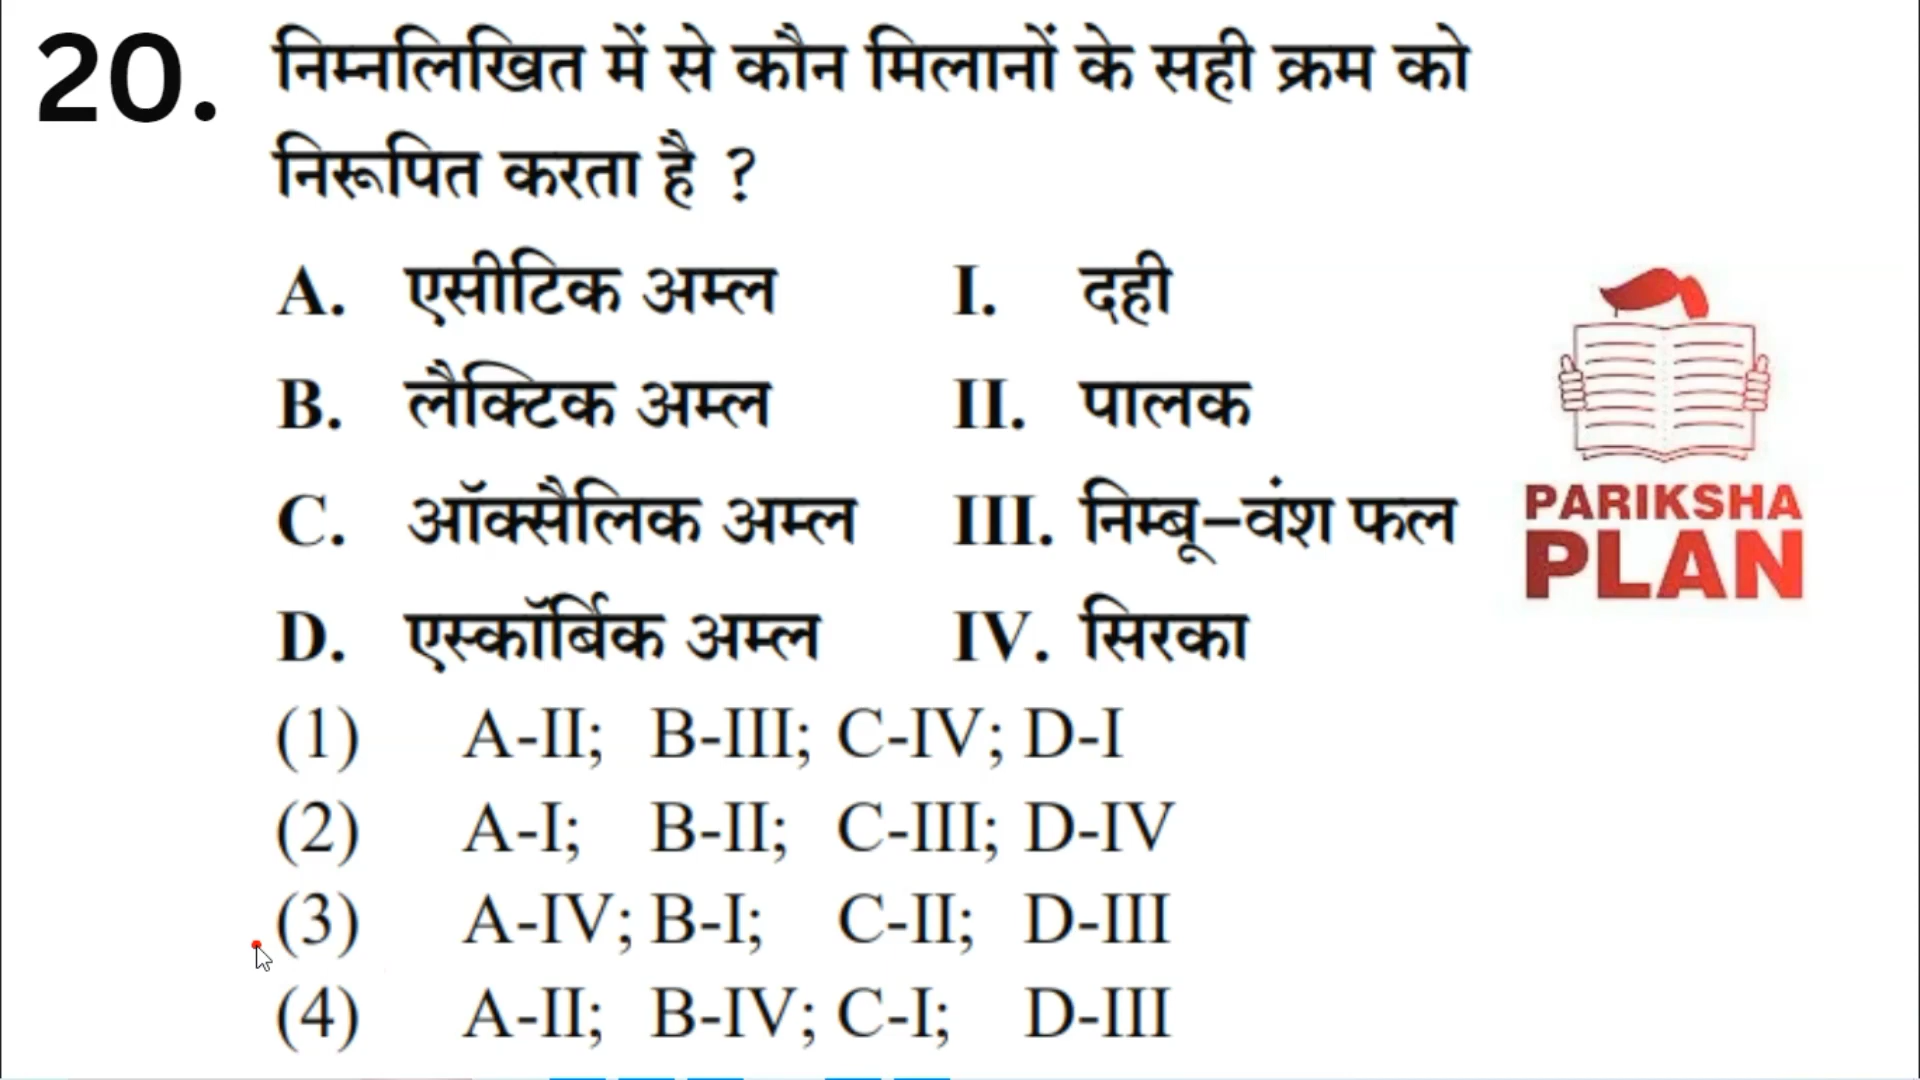 20. निम्नलिखित में से कौन मिलानों के सही क्रम को
निरूपित करता है ?
A. एसीटिक अम्ल I. दही
B. लैक्टिक अम्ल II. पालक
C. ऑक्सैलिक अम्ल III. निम्बू–वंश फल
D. एस्कॉर्बिक अम्ल IV. सिरका
PARIKSHA
PLAN
(1) A-II; B-III; C-IV; D-I
(2) A-I; B-II; C-III; D-IV
(3) A-IV; B-I; C-II; D-III
(4) A-II; B-IV; C-I; D-III